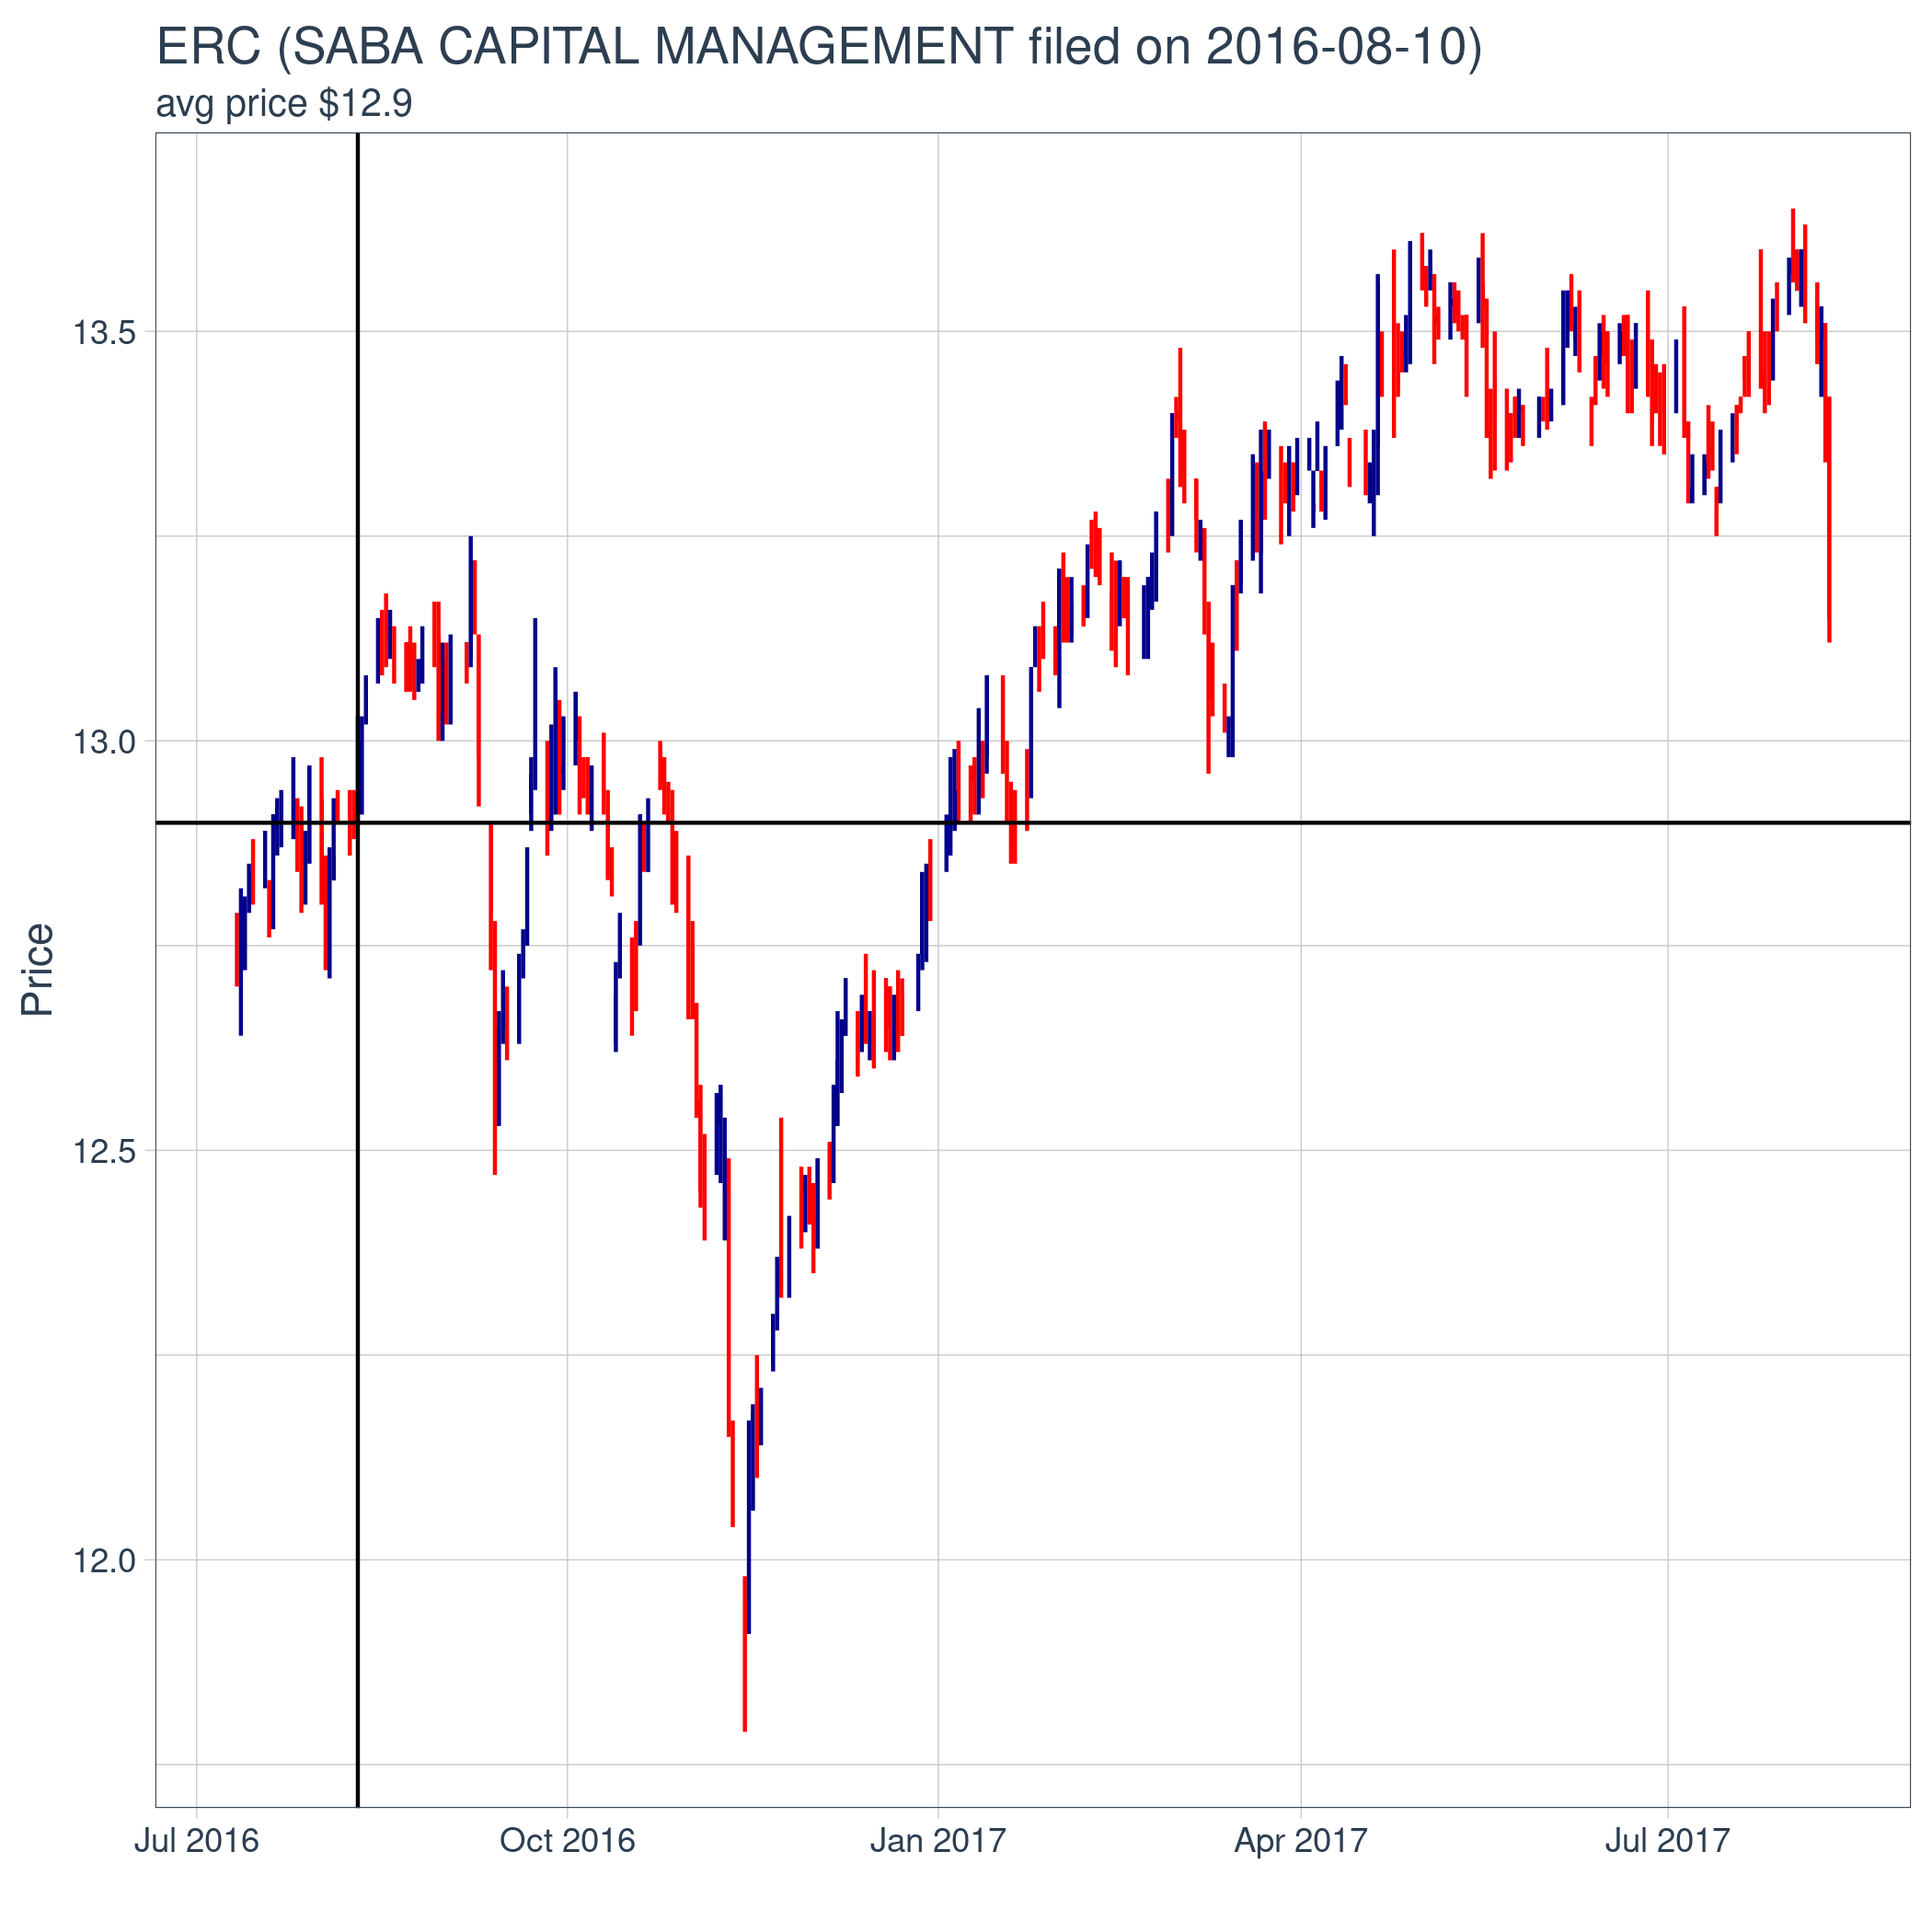 ERC (SABA CAPITAL MANAGEMENT filed on 2016-08-10)
avg price $12.9
13.5
13.0
12.5
12.0
Price
Jul 2016
Oct 2016
Jan 2017
Apr 2017
Jul 2017